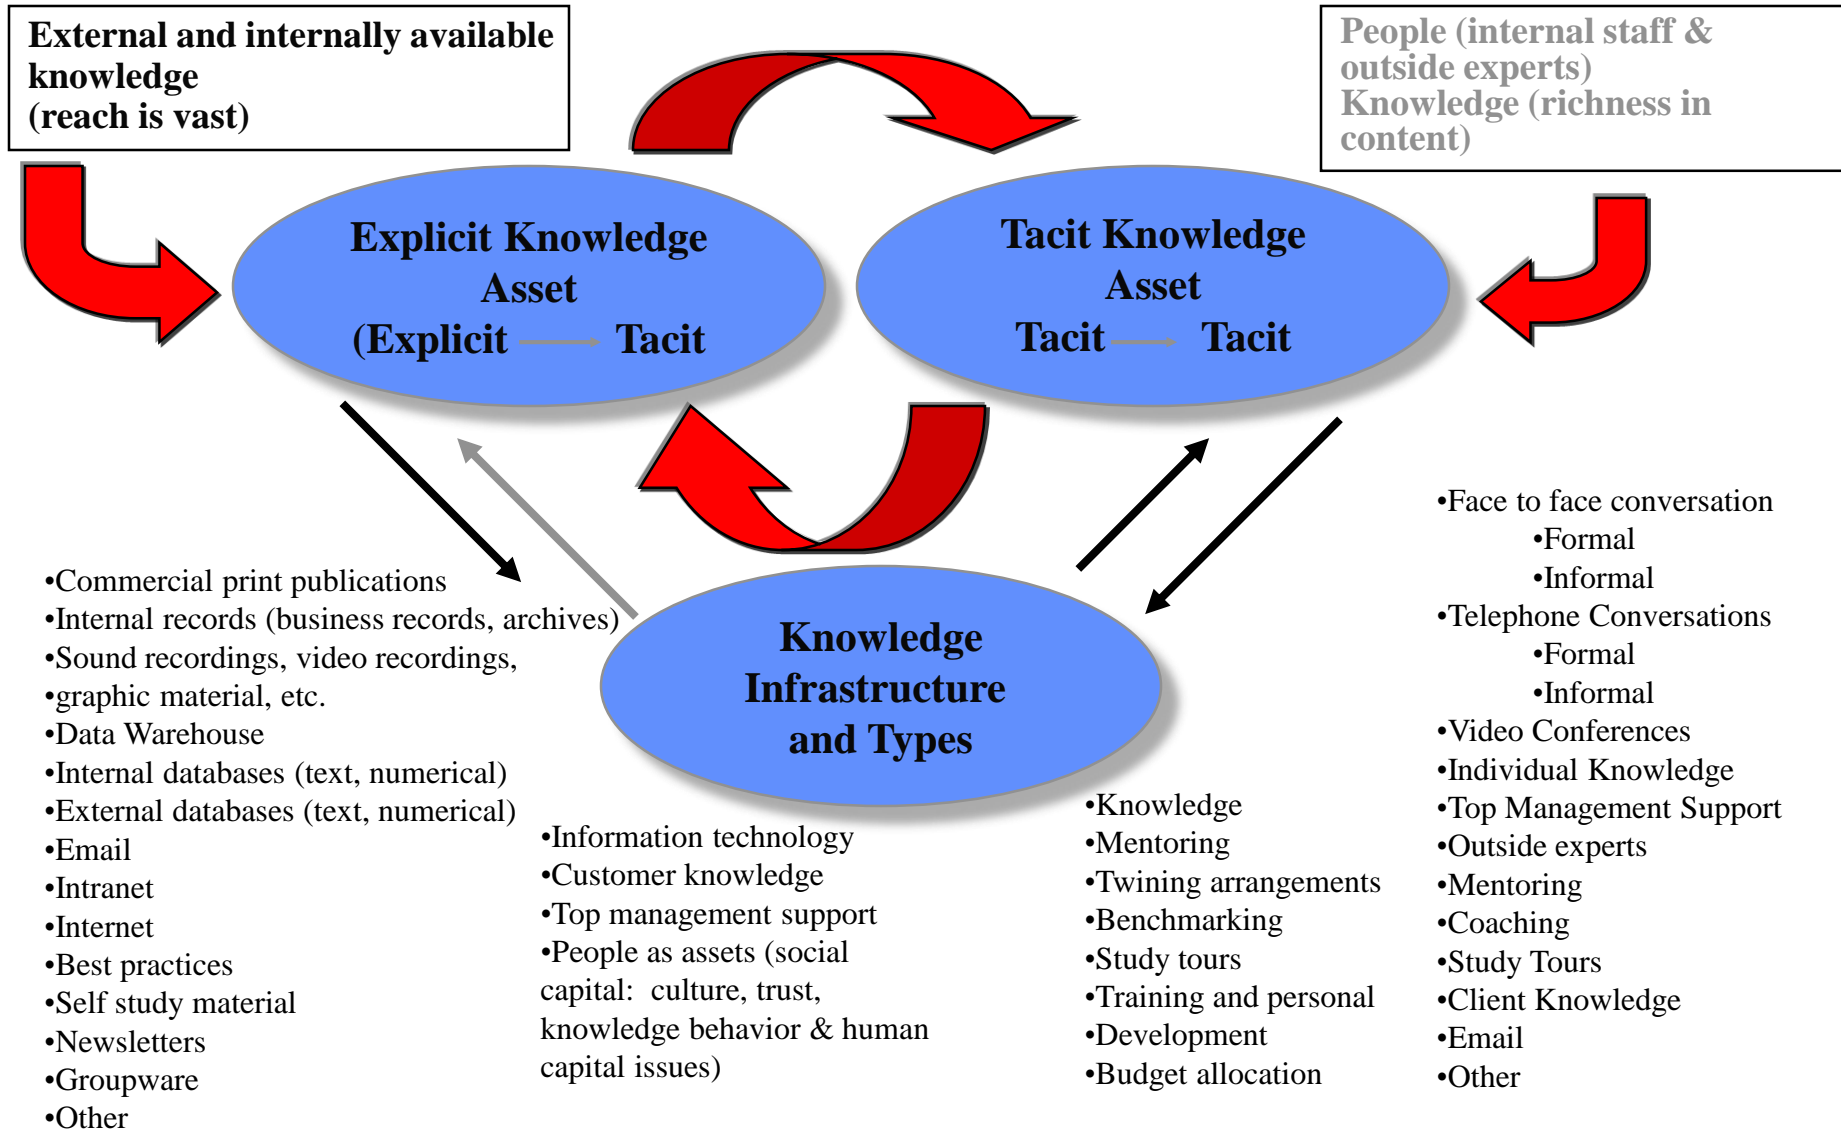 External and internally available
knowledge
(reach is vast)
People (internal staff &
outside experts)
Knowledge (richness in
content)
Explicit Knowledge
Asset
(Explicit Tacit
Tacit Knowledge
Asset
Tacit Tacit
Knowledge
Infrastructure
and Types
•Commercial print publications
•Internal records (business records, archives)
•Sound recordings, video recordings,
•graphic material, etc.
•Data Warehouse
•Internal databases (text, numerical)
•External databases (text, numerical)
•Email
•Intranet
•Internet
•Best practices
•Self study material
•Newsletters
•Groupware
•Other
•Information technology
•Customer knowledge
•Top management support
•People as assets (social
capital: culture, trust,
knowledge behavior & human
capital issues)
•Knowledge
•Mentoring
•Twining arrangements
•Benchmarking
•Study tours
•Training and personal
•Development
•Budget allocation
•Face to face conversation
•Formal
•Informal
•Telephone Conversations
•Formal
•Informal
•Video Conferences
•Individual Knowledge
•Top Management Support
•Outside experts
•Mentoring
•Coaching
•Study Tours
•Client Knowledge
•Email
•Other